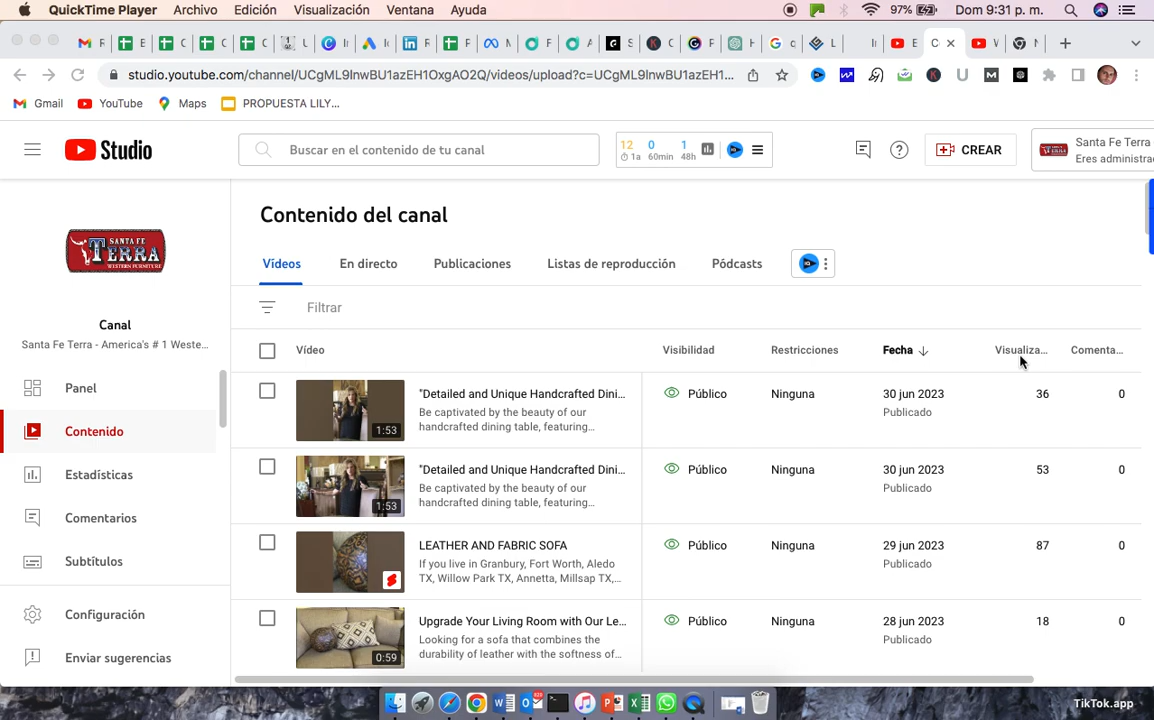 QuickTime Player Archivo Edición Visualización Ventana Ayuda 97% Dom 9:31 p. m.
studio.youtube.com/channel/UCgML9lnwBU1azEH1OxgAO2Q/videos/upload?c=UCgML9lnwBU1azEH1...
Gmail YouTube Maps PROPUESTA LILY...
Studio
Buscar en el contenido de tu canal
12 0 1
1a 60min 48h
CREAR
Santa Fe Terra
Eres administra
SANTA FE
TERRA
WESTERN FURNITURE
Canal
Santa Fe Terra - America's # 1 Weste...
Panel
Contenido
Estadísticas
Comentarios
Subtítulos
Configuración
Enviar sugerencias
Contenido del canal
Vídeos En directo Publicaciones Listas de reproducción Pódcasts
Filtrar
Vídeo Visibilidad Restricciones Fecha Visualiza... Comenta...
1:53
"Detailed and Unique Handcrafted Dini...
Be captivated by the beauty of our
handcrafted dining table, featuring...
Público Ninguna 30 jun 2023 36 0
Publicado
1:53
"Detailed and Unique Handcrafted Dini...
Be captivated by the beauty of our
handcrafted dining table, featuring...
Público Ninguna 30 jun 2023 53 0
Publicado
LEATHER AND FABRIC SOFA
If you live in Granbury, Fort Worth, Aledo
TX, Willow Park TX, Annetta, Millsap TX,...
Público Ninguna 29 jun 2023 87 0
Publicado
0:59
Upgrade Your Living Room with Our Le...
Looking for a sofa that combines the
durability of leather with the softness of...
Público Ninguna 28 jun 2023 18 0
Publicado
TikTok.app